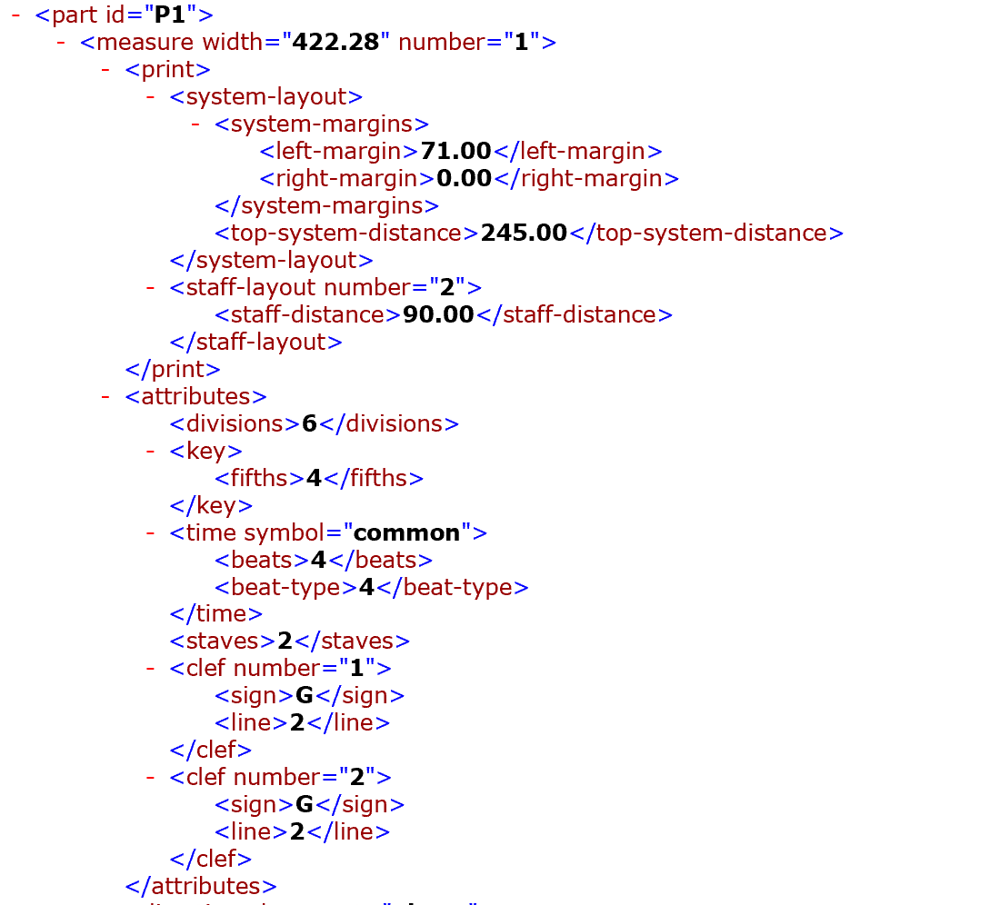 - <part id="P1">
- <measure width="422.28" number="1">
- <print>
- <system-layout>
- <system-margins>
<left-margin>71.00</left-margin>
<right-margin>0.00</right-margin>
</system-margins>
<top-system-distance>245.00</top-system-distance>
</system-layout>
- <staff-layout number="2">
<staff-distance>90.00</staff-distance>
</staff-layout>
</print>
- <attributes>
<divisions>6</divisions>
- <key>
<fifths>4</fifths>
</key>
- <time symbol="common">
<beats>4</beats>
<beat-type>4</beat-type>
</time>
<staves>2</staves>
- <clef number="1">
<sign>G</sign>
<line>2</line>
</clef>
- <clef number="2">
<sign>G</sign>
<line>2</line>
</clef>
</attributes>